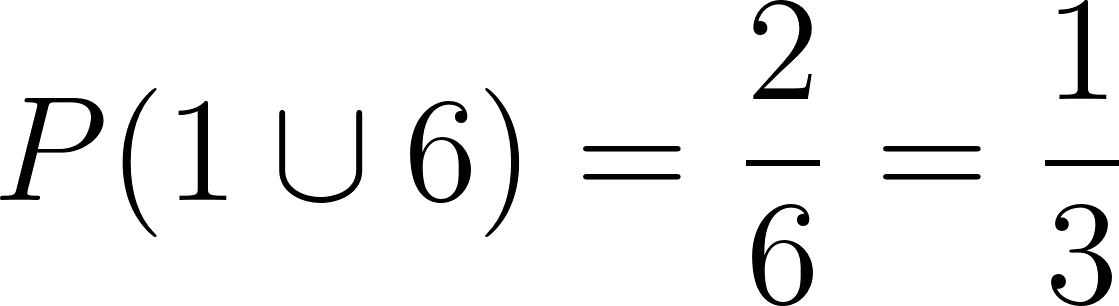 P(1 ∪ 6) = 2/6 = 1/3